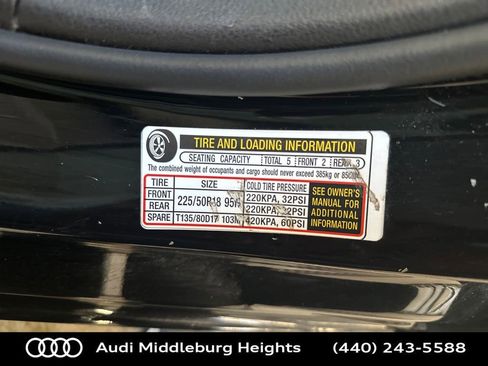 TIRE AND LOADING INFORMATION
SEATING CAPACITY TOTAL 5 FRONT 2 REAR 3
The combined weight of occupants and cargo should never exceed 385kg or 850lbs.
TIRE SIZE COLD TIRE PRESSURE
FRONT 225/50R18 95H 220KPA, 32PSI
REAR 220KPA, 32PSI
SPARE T135/80D17 103M 420KPA, 60PSI
SEE OWNER'S
MANUAL FOR
ADDITIONAL
INFORMATION
Audi Middleburg Heights (440) 243-5588